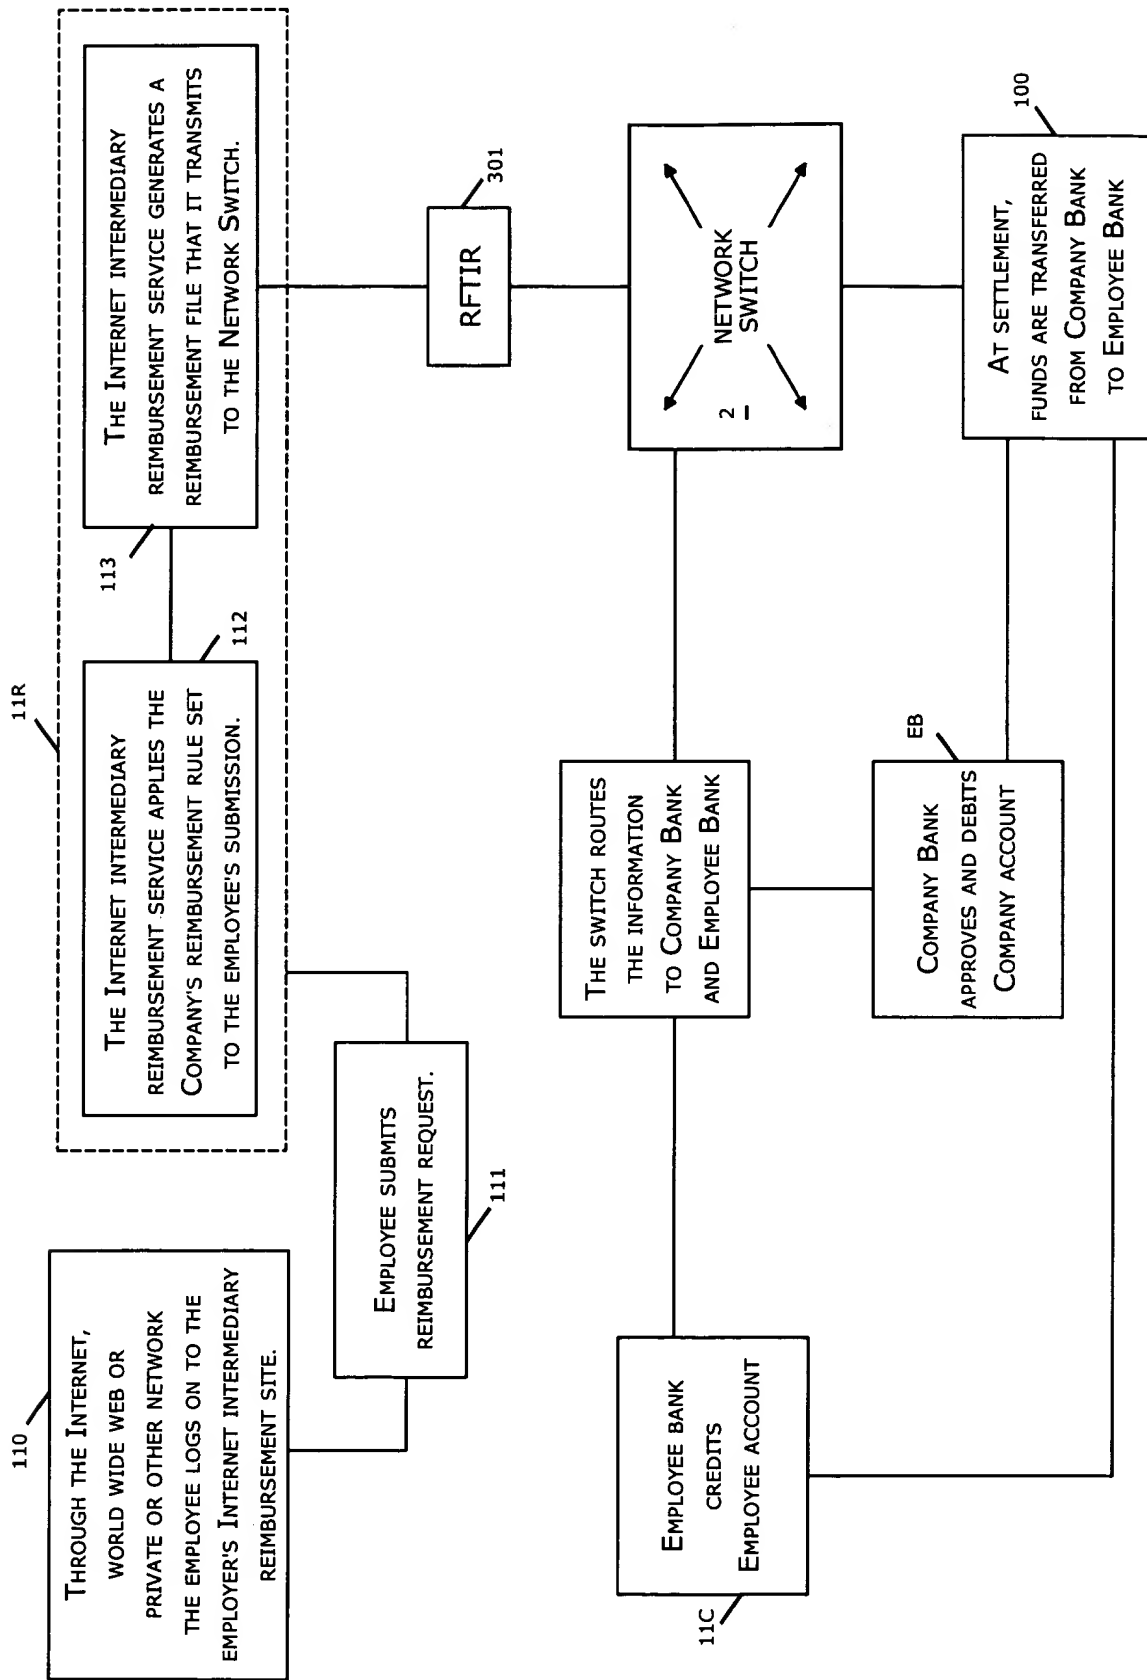 110
THROUGH THE INTERNET,
WORLD WIDE WEB OR
PRIVATE OR OTHER NETWORK
THE EMPLOYEE LOGS ON TO THE
EMPLOYER'S INTERNET INTERMEDIARY
REIMBURSEMENT SITE.
EMPLOYEE SUBMITS
REIMBURSEMENT REQUEST.
111
11R
THE INTERNET INTERMEDIARY
REIMBURSEMENT SERVICE APPLIES THE
COMPANY'S REIMBURSEMENT RULE SET
TO THE EMPLOYEE'S SUBMISSION.
112
113
THE INTERNET INTERMEDIARY
REIMBURSEMENT SERVICE GENERATES A
REIMBURSEMENT FILE THAT IT TRANSMITS
TO THE NETWORK SWITCH.
301
RFTIR
NETWORK
SWITCH
2
THE SWITCH ROUTES
THE INFORMATION
TO COMPANY BANK
AND EMPLOYEE BANK
EMPLOYEE BANK
CREDITS
EMPLOYEE ACCOUNT
11C
EB
COMPANY BANK
APPROVES AND DEBITS
COMPANY ACCOUNT
100
AT SETTLEMENT,
FUNDS ARE TRANSFERRED
FROM COMPANY BANK
TO EMPLOYEE BANK